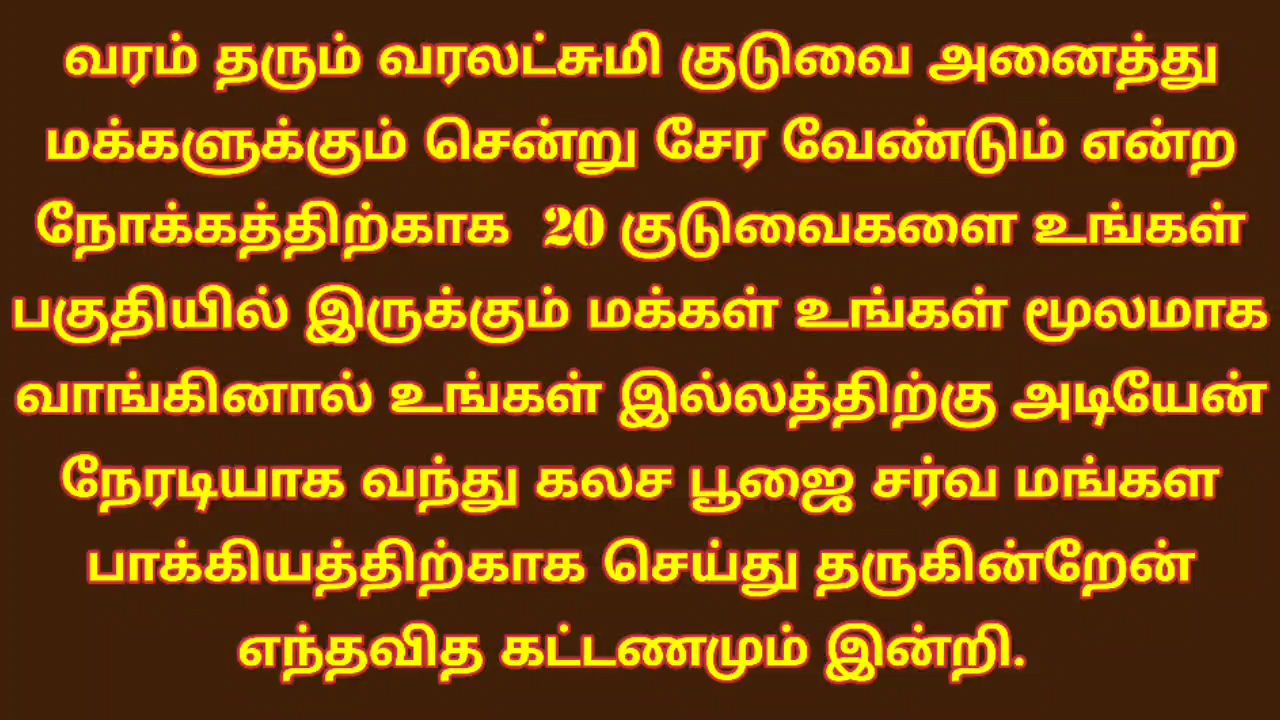 வரம் தரும் வரலட்சுமி குடுவை அனைத்து
மக்களுக்கும் சென்று சேர வேண்டும் என்ற
நோக்கத்திற்காக 20 குடுவைகளை உங்கள்
பகுதியில் இருக்கும் மக்கள் உங்கள் மூலமாக
வாங்கினால் உங்கள் இல்லத்திற்கு அடியேன்
நேரடியாக வந்து கலச பூஜை சர்வ மங்கள
பாக்கியத்திற்காக செய்து தருகின்றேன்
எந்தவித கட்டணமும் இன்றி.